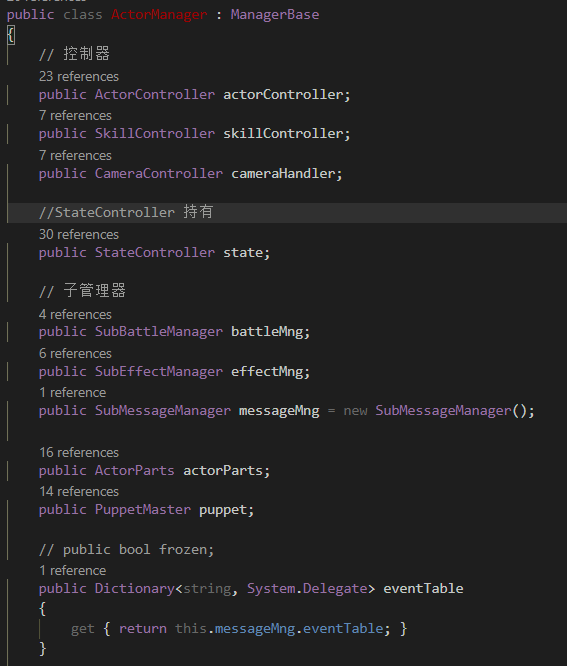 public class ActorManager : ManagerBase
{
// 控制器
23 references
public ActorController actorController;
7 references
public SkillController skillController;
7 references
public CameraController cameraHandler;
//StateController 持有
30 references
public StateController state;
// 子管理器
4 references
public SubBattleManager battleMng;
6 references
public SubEffectManager effectMng;
1 reference
public SubMessageManager messageMng = new SubMessageManager();
16 references
public ActorParts actorParts;
14 references
public PuppetMaster puppet;
// public bool frozen;
1 reference
public Dictionary<string, System.Delegate> eventTable
{
get { return this.messageMng.eventTable; }
}